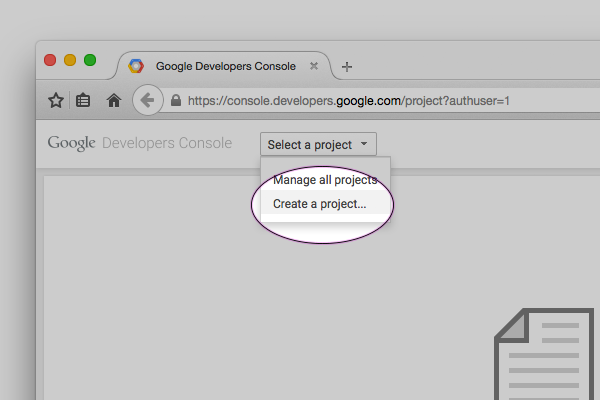 Google Developers Console
https://console.developers.google.com/project?authuser=1
Google Developers Console
Select a project
Manage all projects
Create a project...